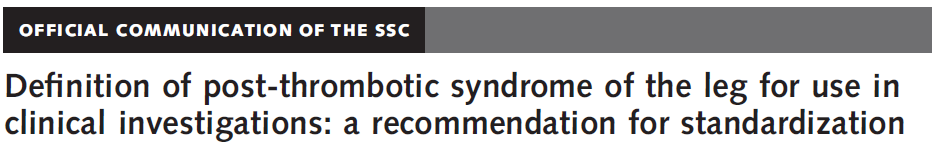 OFFICIAL COMMUNICATION OF THE SSC
Definition of post-thrombotic syndrome of the leg for use in
clinical investigations: a recommendation for standardization